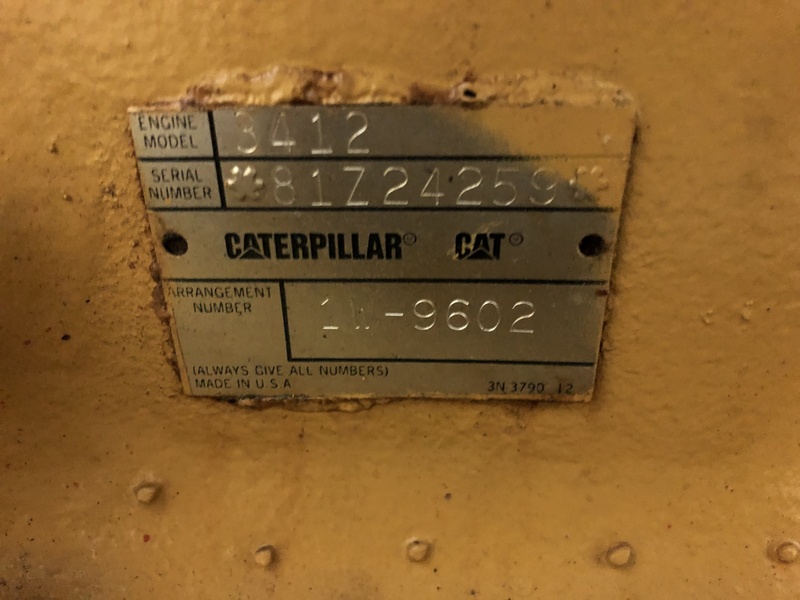 ENGINE MODEL 3412
SERIAL NUMBER 81Z24259
CATERPILLAR® CAT®
ARRANGEMENT NUMBER 1W-9602
(ALWAYS GIVE ALL NUMBERS)
MADE IN U.S A 3N 3790 12